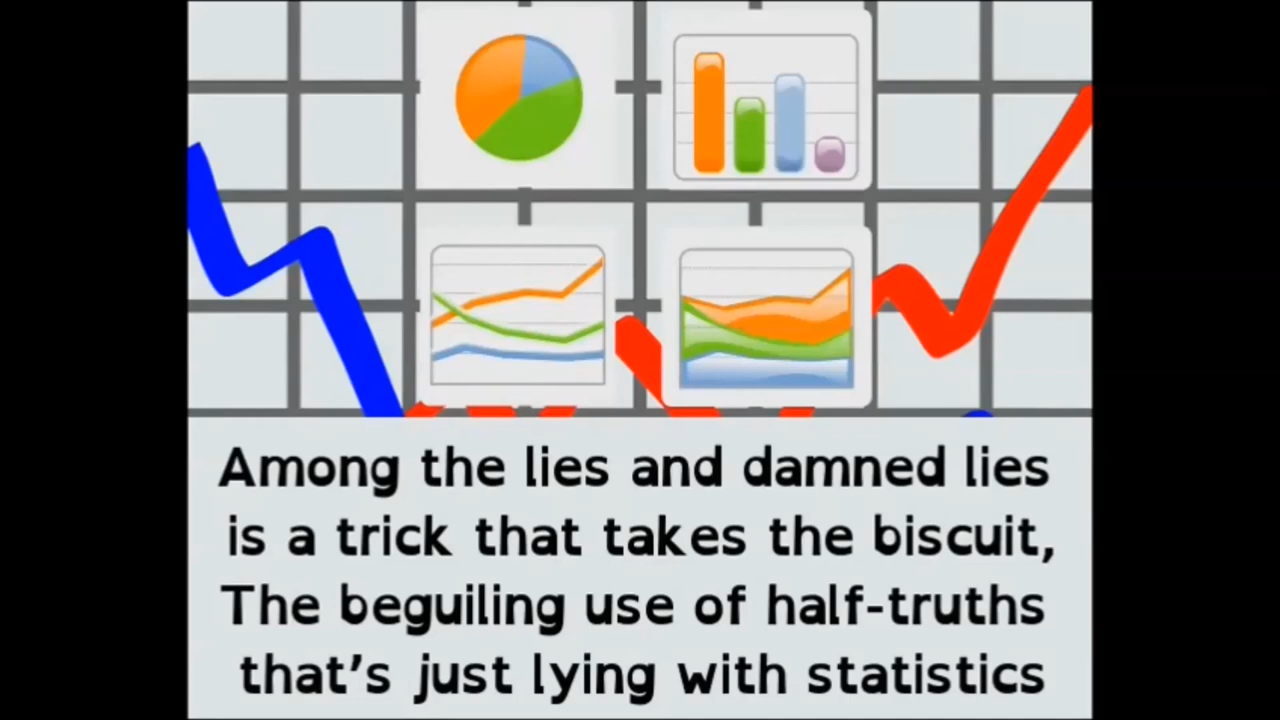 Among the lies and damned lies
is a trick that takes the biscuit,
The beguiling use of half-truths
that's just lying with statistics